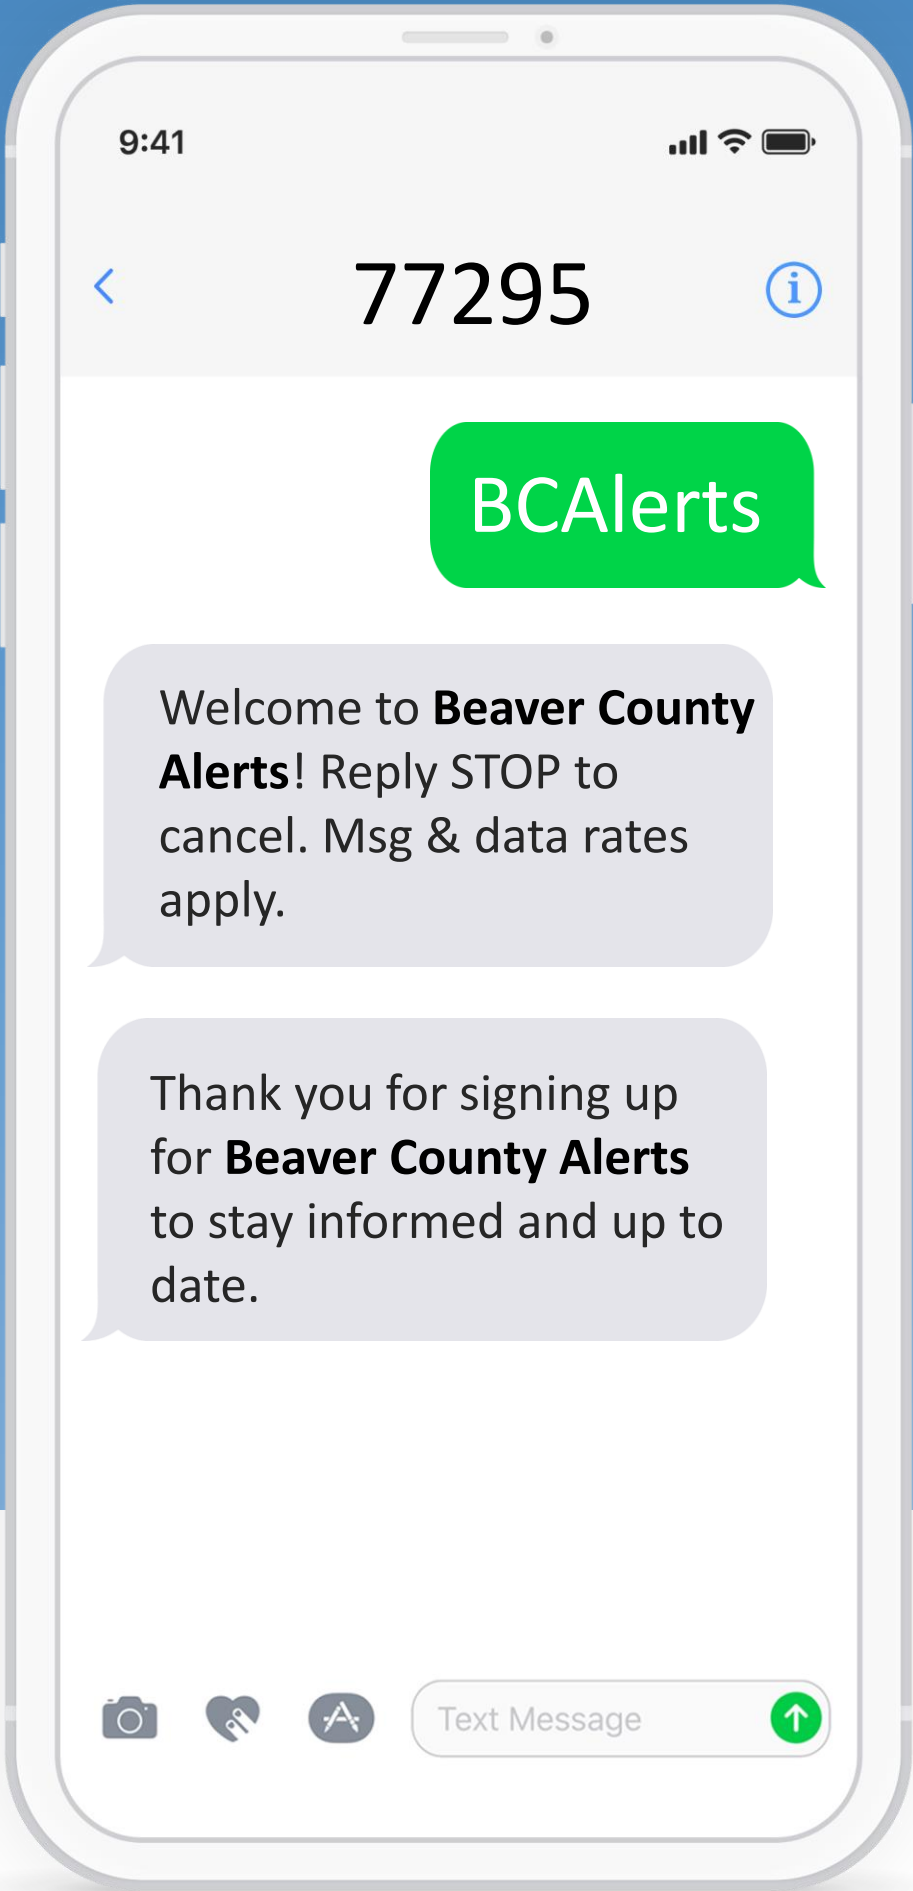 9:41
77295
BCAlerts
Welcome to Beaver County
Alerts! Reply STOP to
cancel. Msg & data rates
apply.
Thank you for signing up
for Beaver County Alerts
to stay informed and up to
date.
Text Message